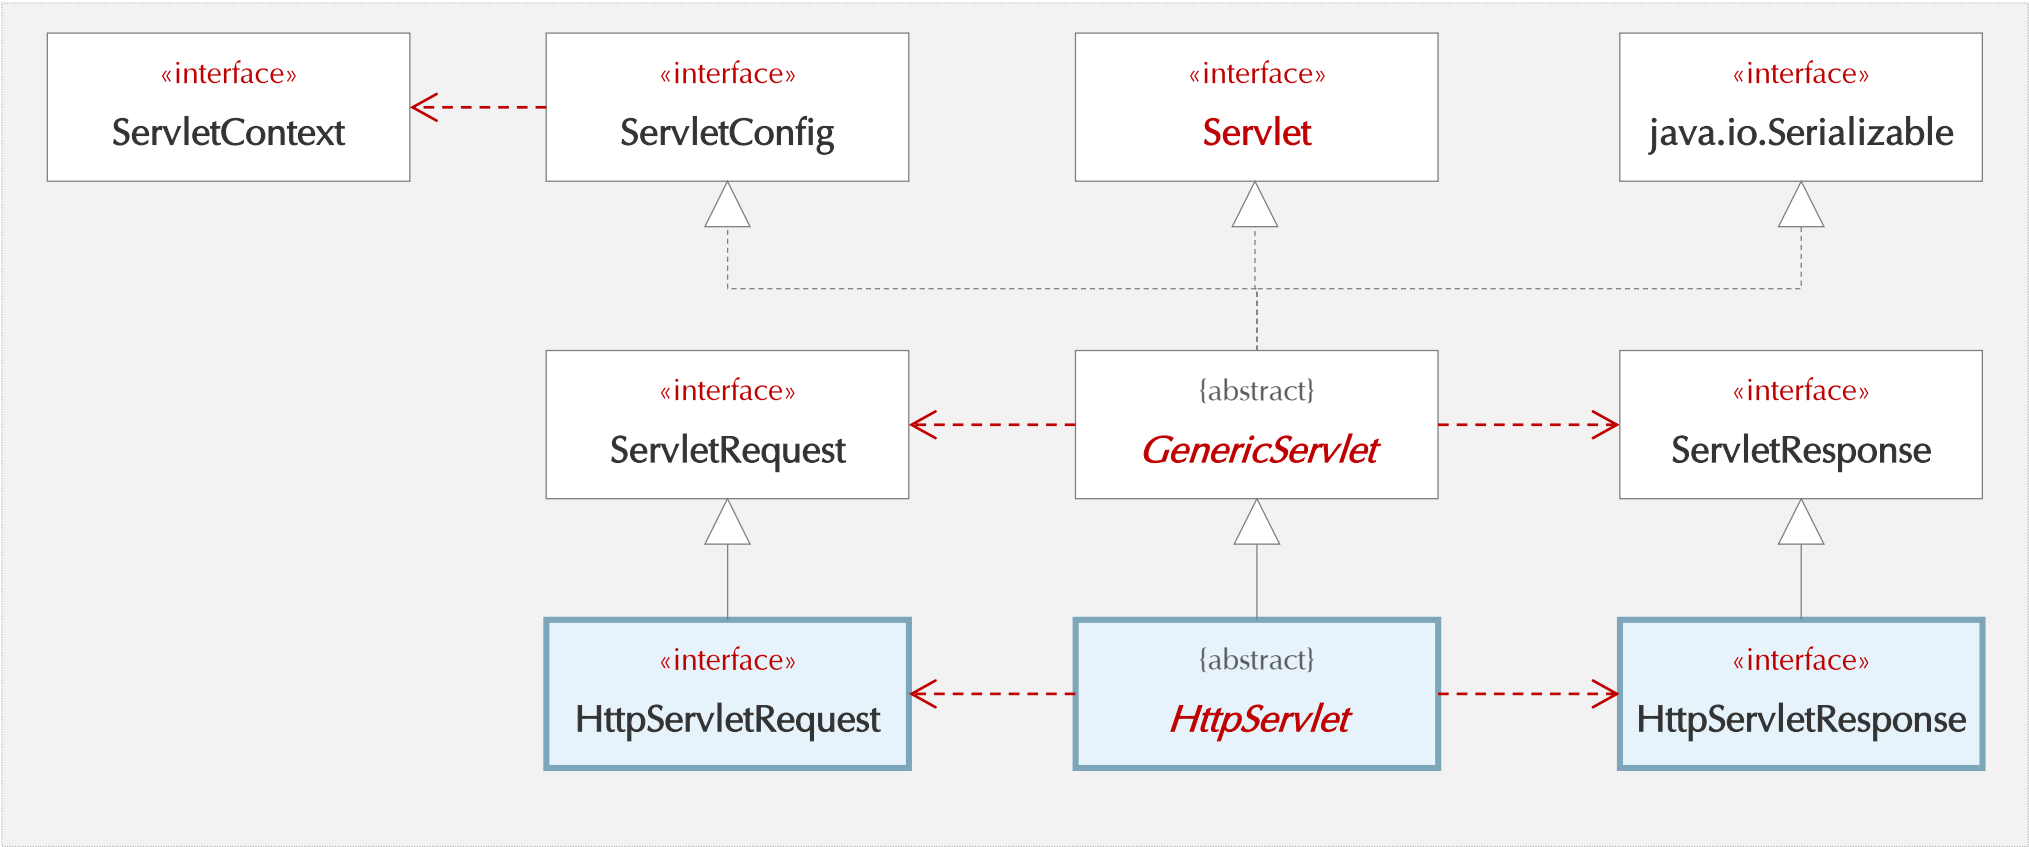 «interface»
ServletContext
«interface»
ServletConfig
«interface»
Servlet
«interface»
java.io.Serializable
«interface»
ServletRequest
{abstract}
GenericServlet
«interface»
ServletResponse
«interface»
HttpServletRequest
{abstract}
HttpServlet
«interface»
HttpServletResponse